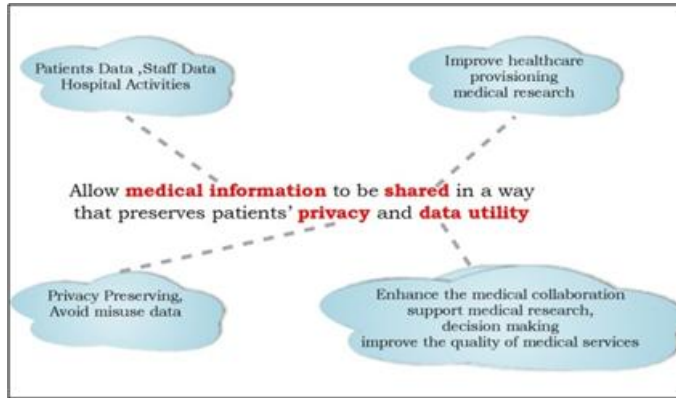 Patients Data ,Staff Data
Hospital Activities
Improve healthcare
provisioning
medical research
Allow medical information to be shared in a way
that preserves patients' privacy and data utility
Privacy Preserving,
Avoid misuse data
Enhance the medical collaboration
support medical research,
decision making
improve the quality of medical services